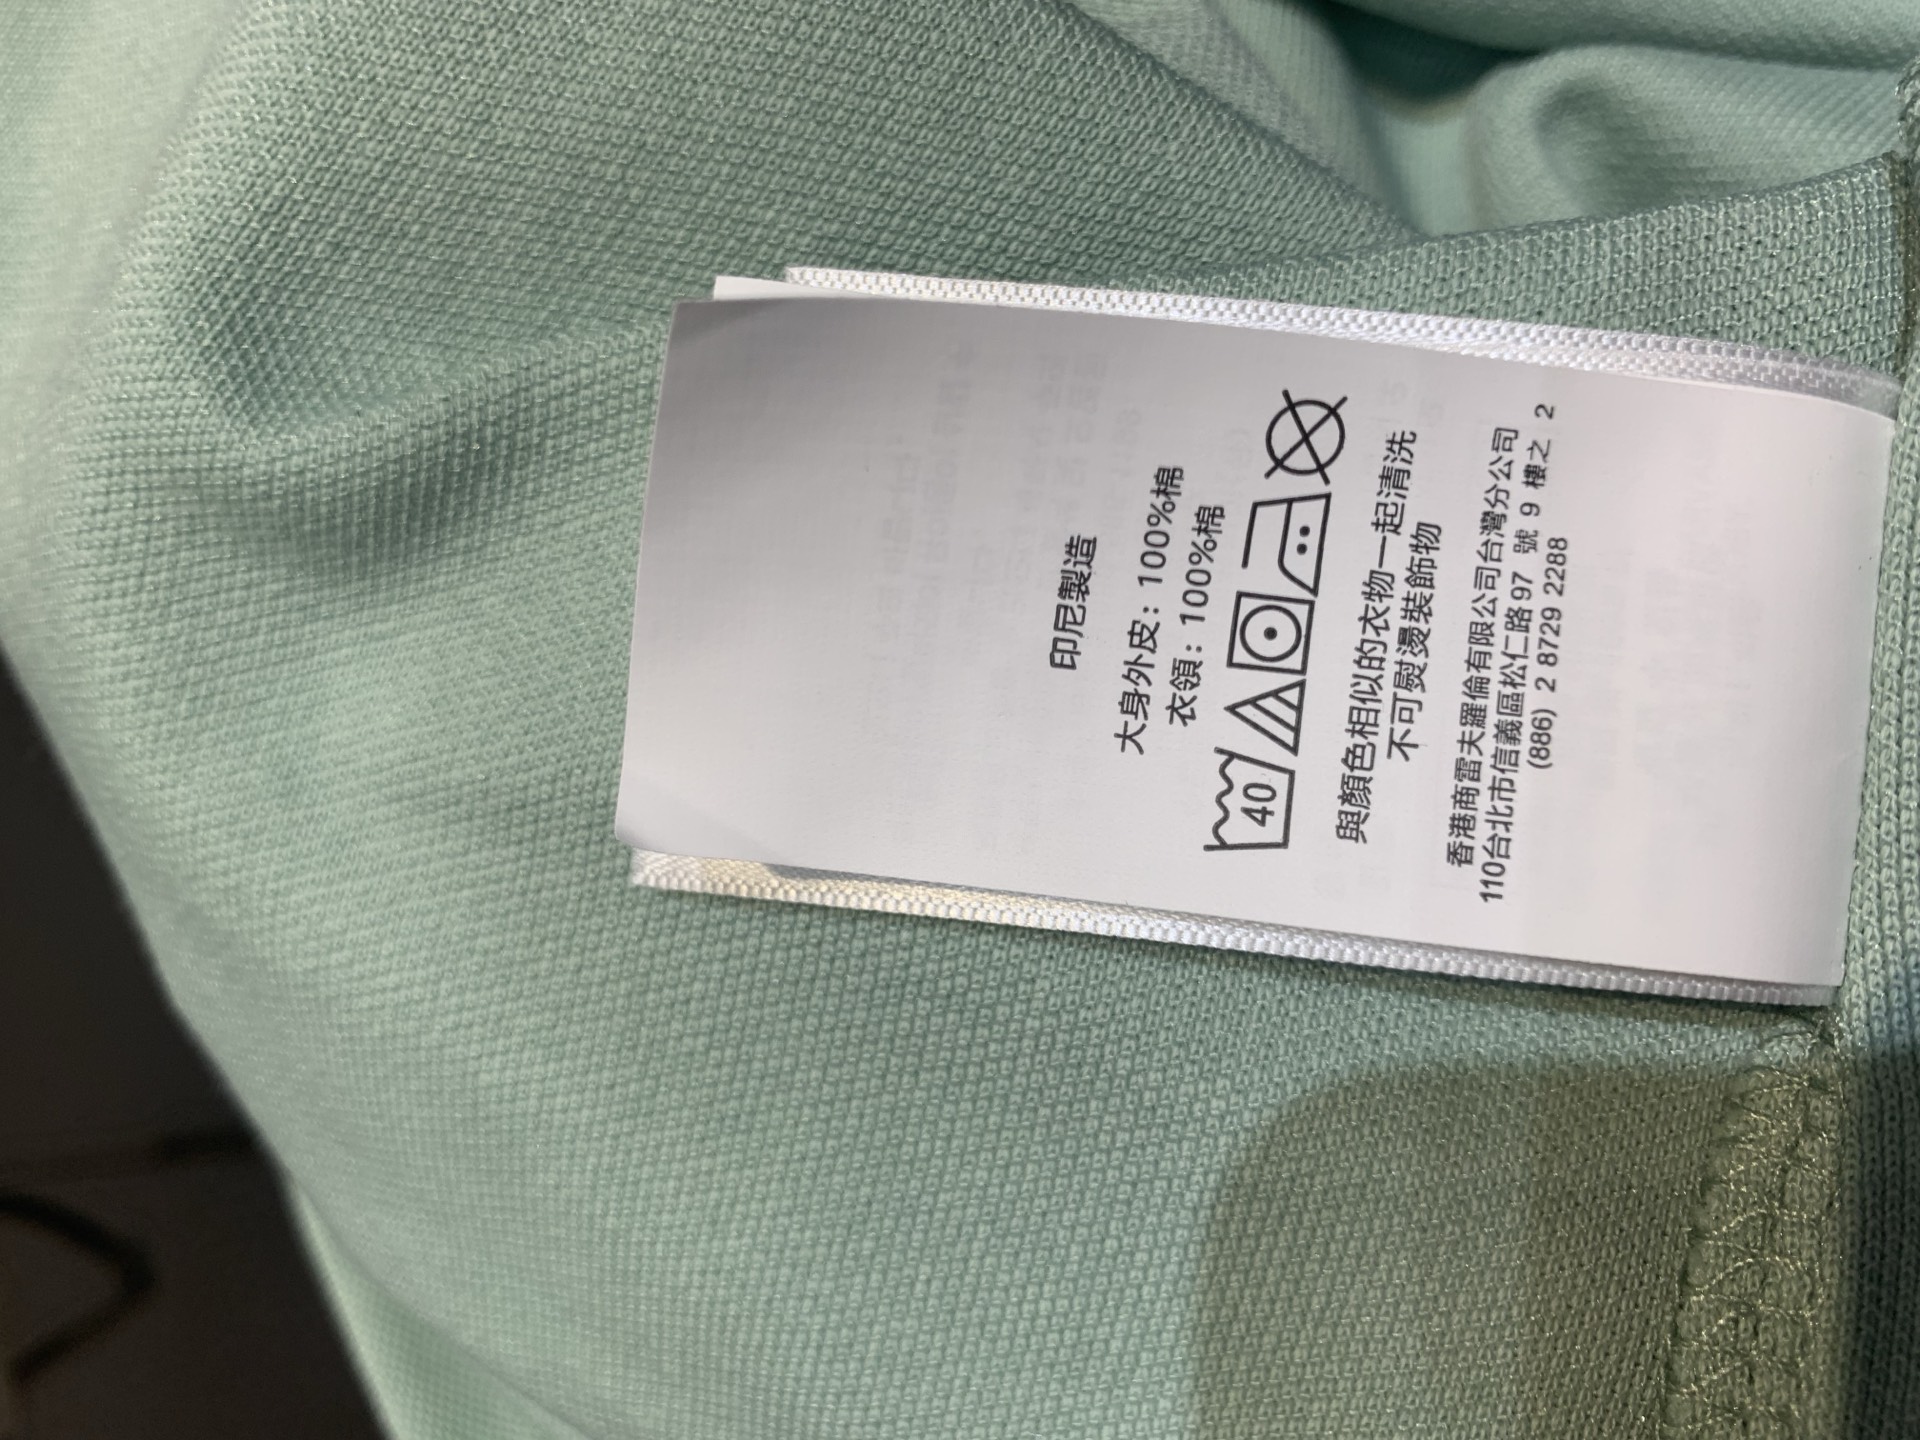 印尼製造
大身外皮: 100%棉
衣領: 100%棉
40
與顏色相似的衣物一起清洗
不可熨燙裝飾物
香港商雷夫羅倫有限公司台灣分公司
110台北市信義區松仁路97 號 9 樓之 2
(886) 2 8729 2288